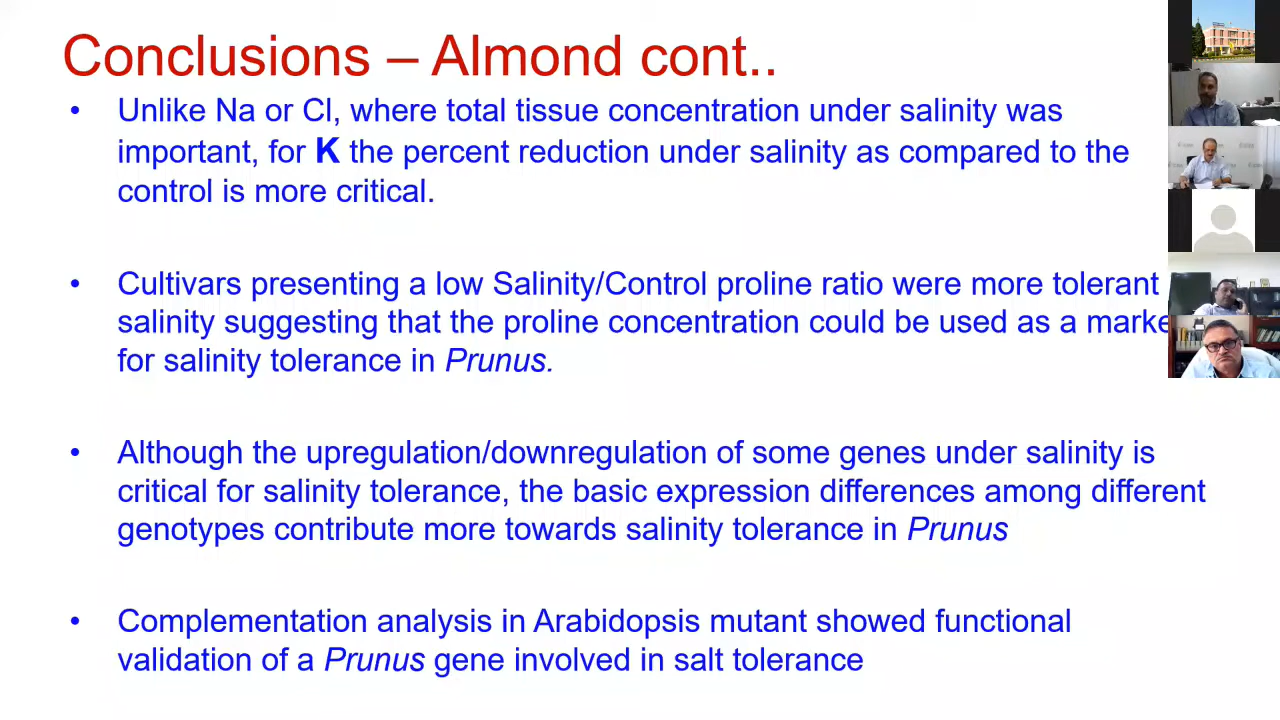 Conclusions – Almond cont..
• Unlike Na or Cl, where total tissue concentration under salinity was
important, for K the percent reduction under salinity as compared to the
control is more critical.
• Cultivars presenting a low Salinity/Control proline ratio were more tolerant
salinity suggesting that the proline concentration could be used as a marke
for salinity tolerance in Prunus.
• Although the upregulation/downregulation of some genes under salinity is
critical for salinity tolerance, the basic expression differences among different
genotypes contribute more towards salinity tolerance in Prunus
• Complementation analysis in Arabidopsis mutant showed functional
validation of a Prunus gene involved in salt tolerance